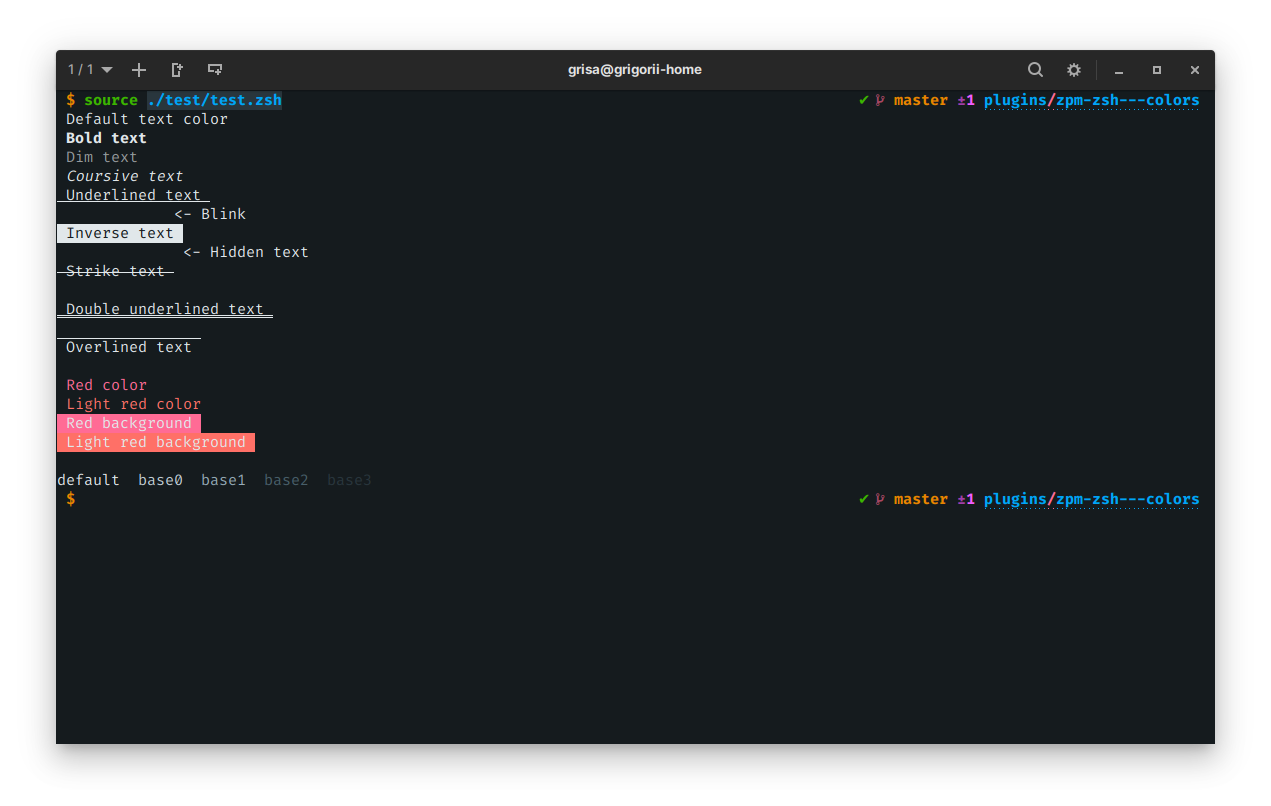 1 / 1 grisa@grigorii-home
$ source ./test/test.zsh ✔ master ±1 plugins/zpm-zsh---colors
Default text color
Bold text
Dim text
Coursive text
Underlined text
<- Blink
Inverse text
<- Hidden text
Strike text
Double underlined text
Overlined text
Red color
Light red color
Red background
Light red background
default base0 base1 base2 base3
$ ✔ master ±1 plugins/zpm-zsh---colors